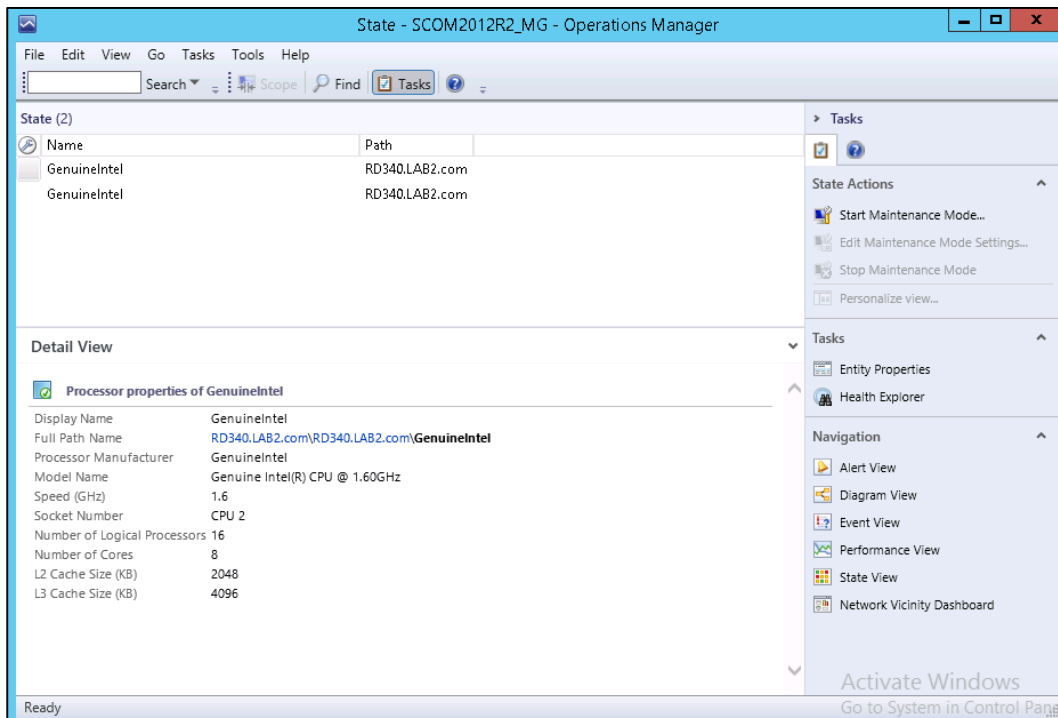 State - SCOM2012R2_MG - Operations Manager
File Edit View Go Tasks Tools Help
Search Scope Find Tasks
State (2)
Name Path
GenuineIntel RD340.LAB2.com
GenuineIntel RD340.LAB2.com
Detail View
Processor properties of GenuineIntel
Display Name GenuineIntel
Full Path Name RD340.LAB2.com\RD340.LAB2.com\GenuineIntel
Processor Manufacturer GenuineIntel
Model Name Genuine Intel(R) CPU @ 1.60GHz
Speed (GHz) 1.6
Socket Number CPU 2
Number of Logical Processors 16
Number of Cores 8
L2 Cache Size (KB) 2048
L3 Cache Size (KB) 4096
Tasks
State Actions
Start Maintenance Mode...
Edit Maintenance Mode Settings...
Stop Maintenance Mode
Personalize view...
Tasks
Entity Properties
Health Explorer
Navigation
Alert View
Diagram View
Event View
Performance View
State View
Network Vicinity Dashboard
Activate Windows
Go to System in Control Pan
Ready